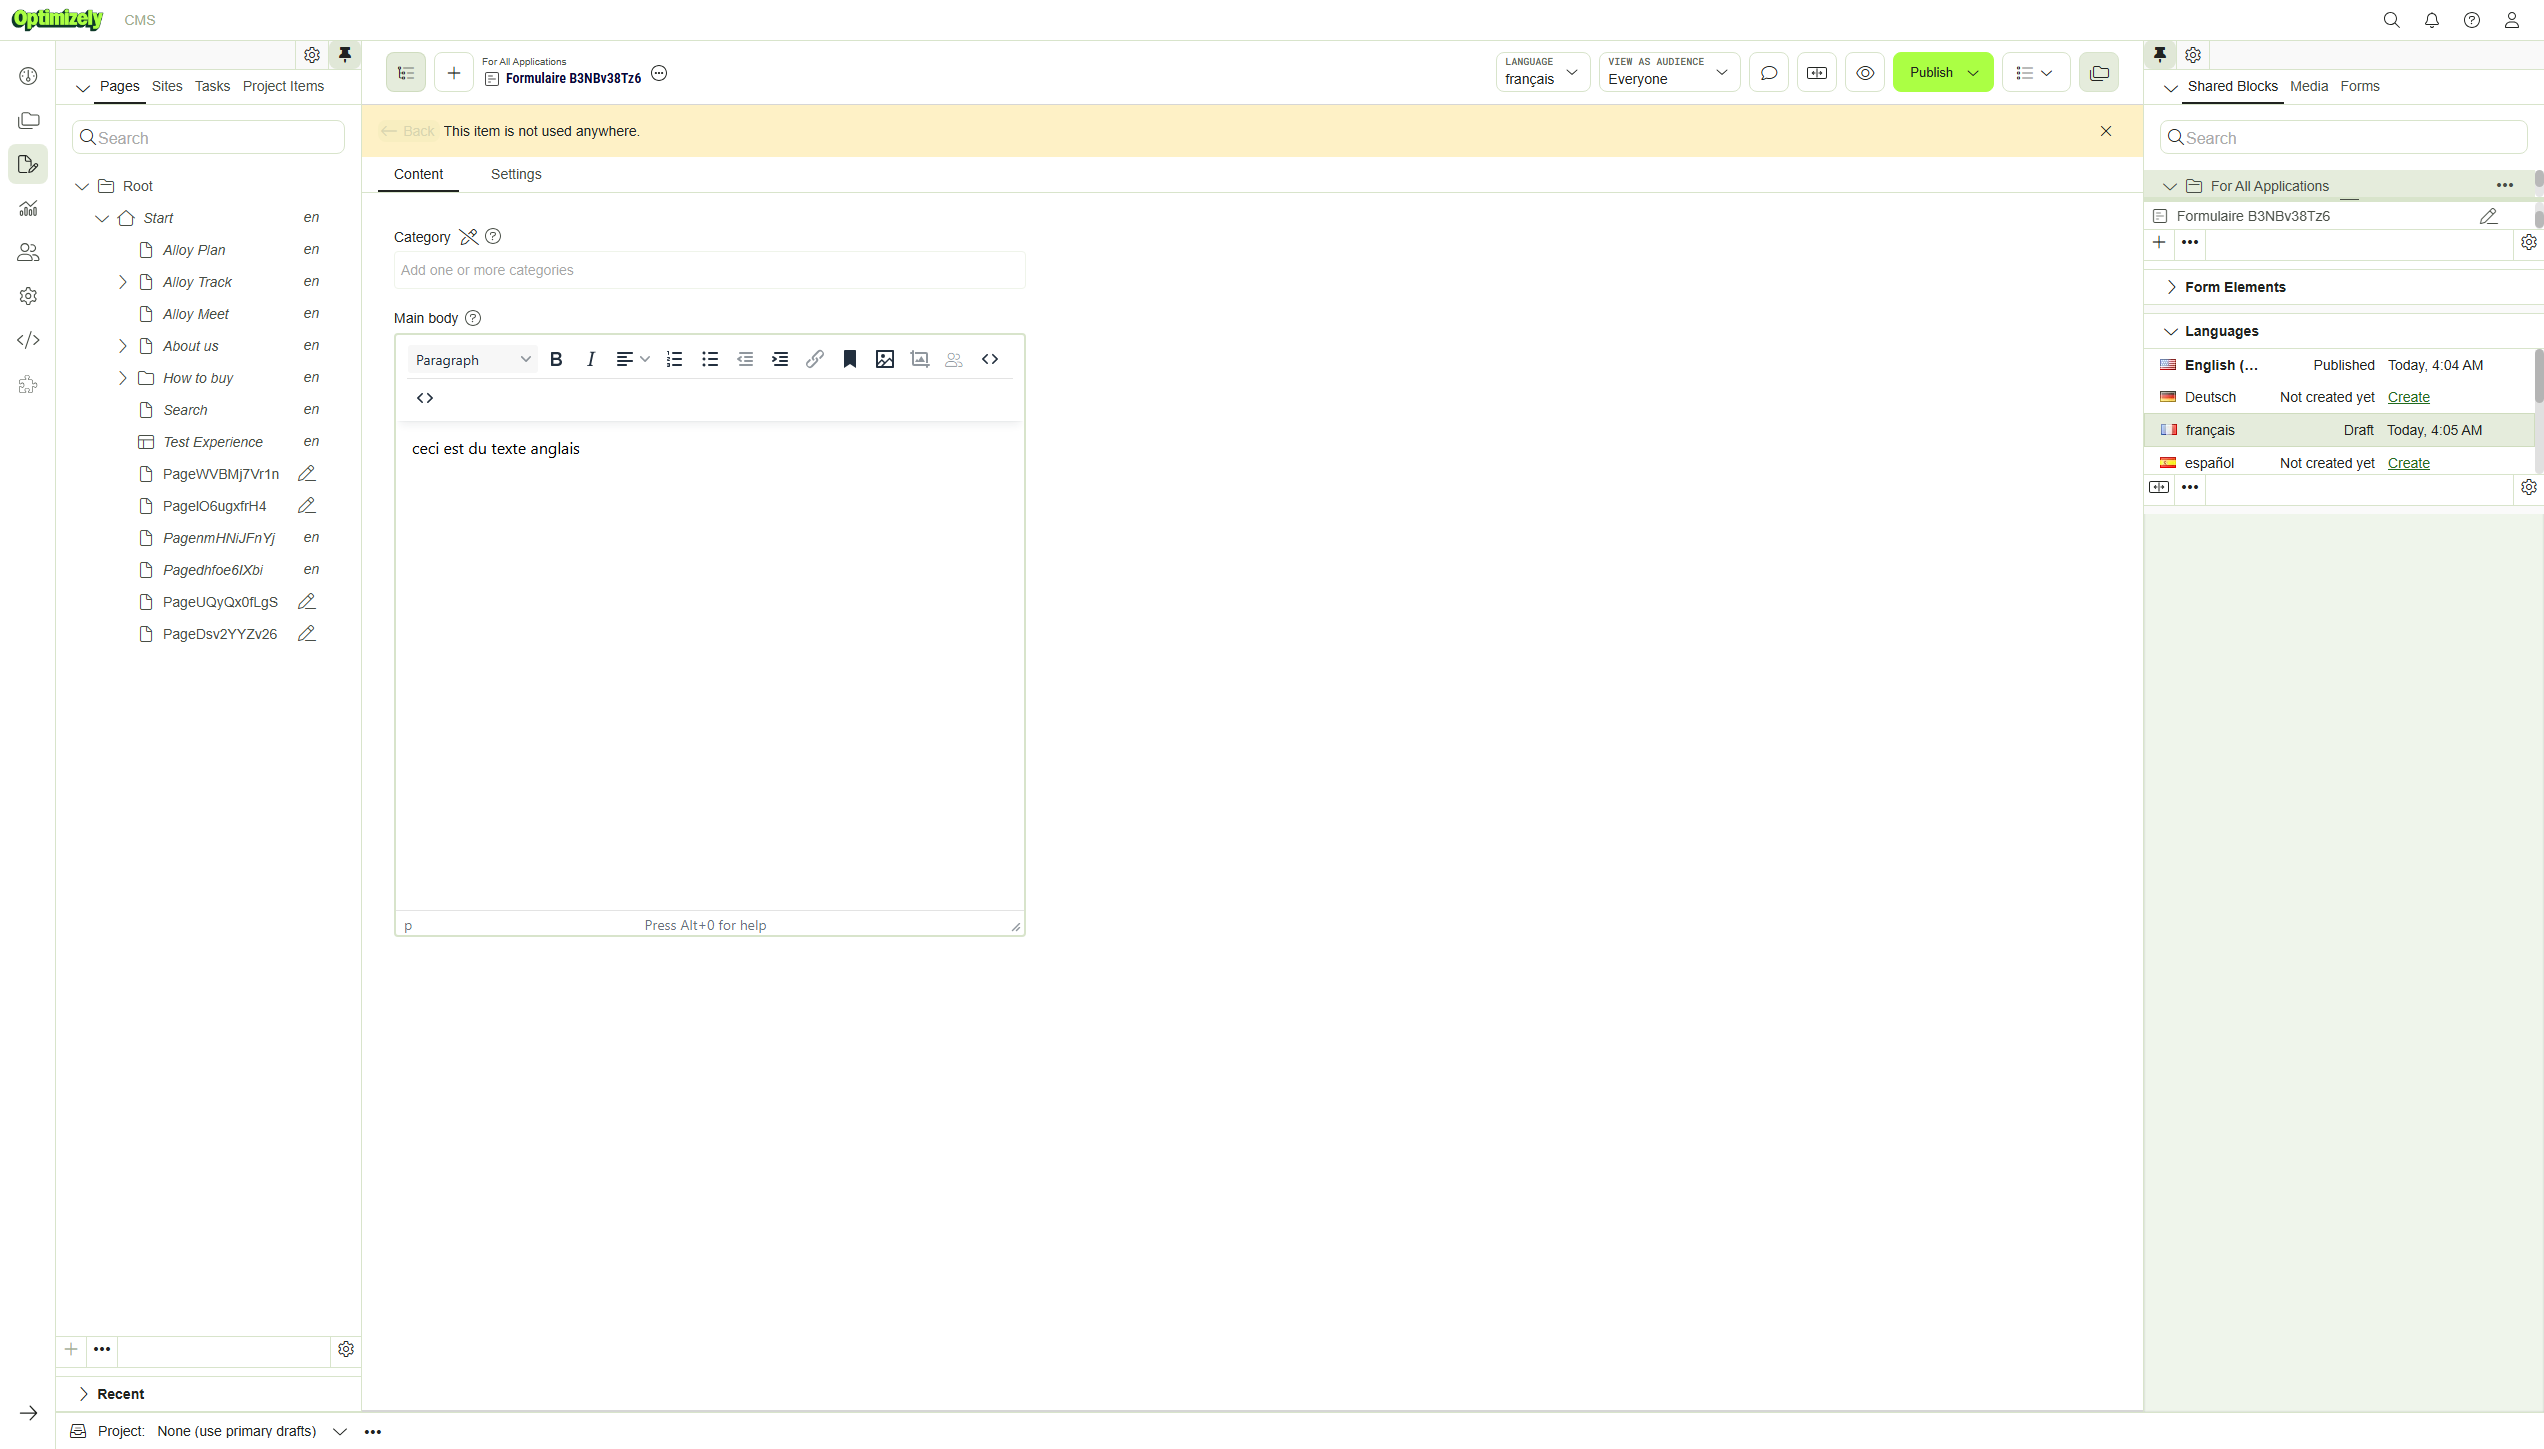 Optimizely CMS
Pages Sites Tasks Project Items
Search
Root
Start en
Alloy Plan en
Alloy Track en
Alloy Meet en
About us en
How to buy en
Search en
Test Experience en
PageWVBMj7Vr1n
PageIO6ugxfrH4
PagenmHNiJFnYj en
Pagedhfoe6IXbi en
PageUQyQx0fLgS
PageDsv2YYZv26
Recent
Project: None (use primary drafts)
For All Applications
Formulaire B3NBv38Tz6
LANGUAGE
français
VIEW AS AUDIENCE
Everyone
Publish
Back This item is not used anywhere.
Content Settings
Category
Add one or more categories
Main body
Paragraph
ceci est du texte anglais
p Press Alt+0 for help
Shared Blocks Media Forms
Search
For All Applications
Formulaire B3NBv38Tz6
Form Elements
Languages
English (... Published Today, 4:04 AM
Deutsch Not created yet Create
français Draft Today, 4:05 AM
español Not created yet Create